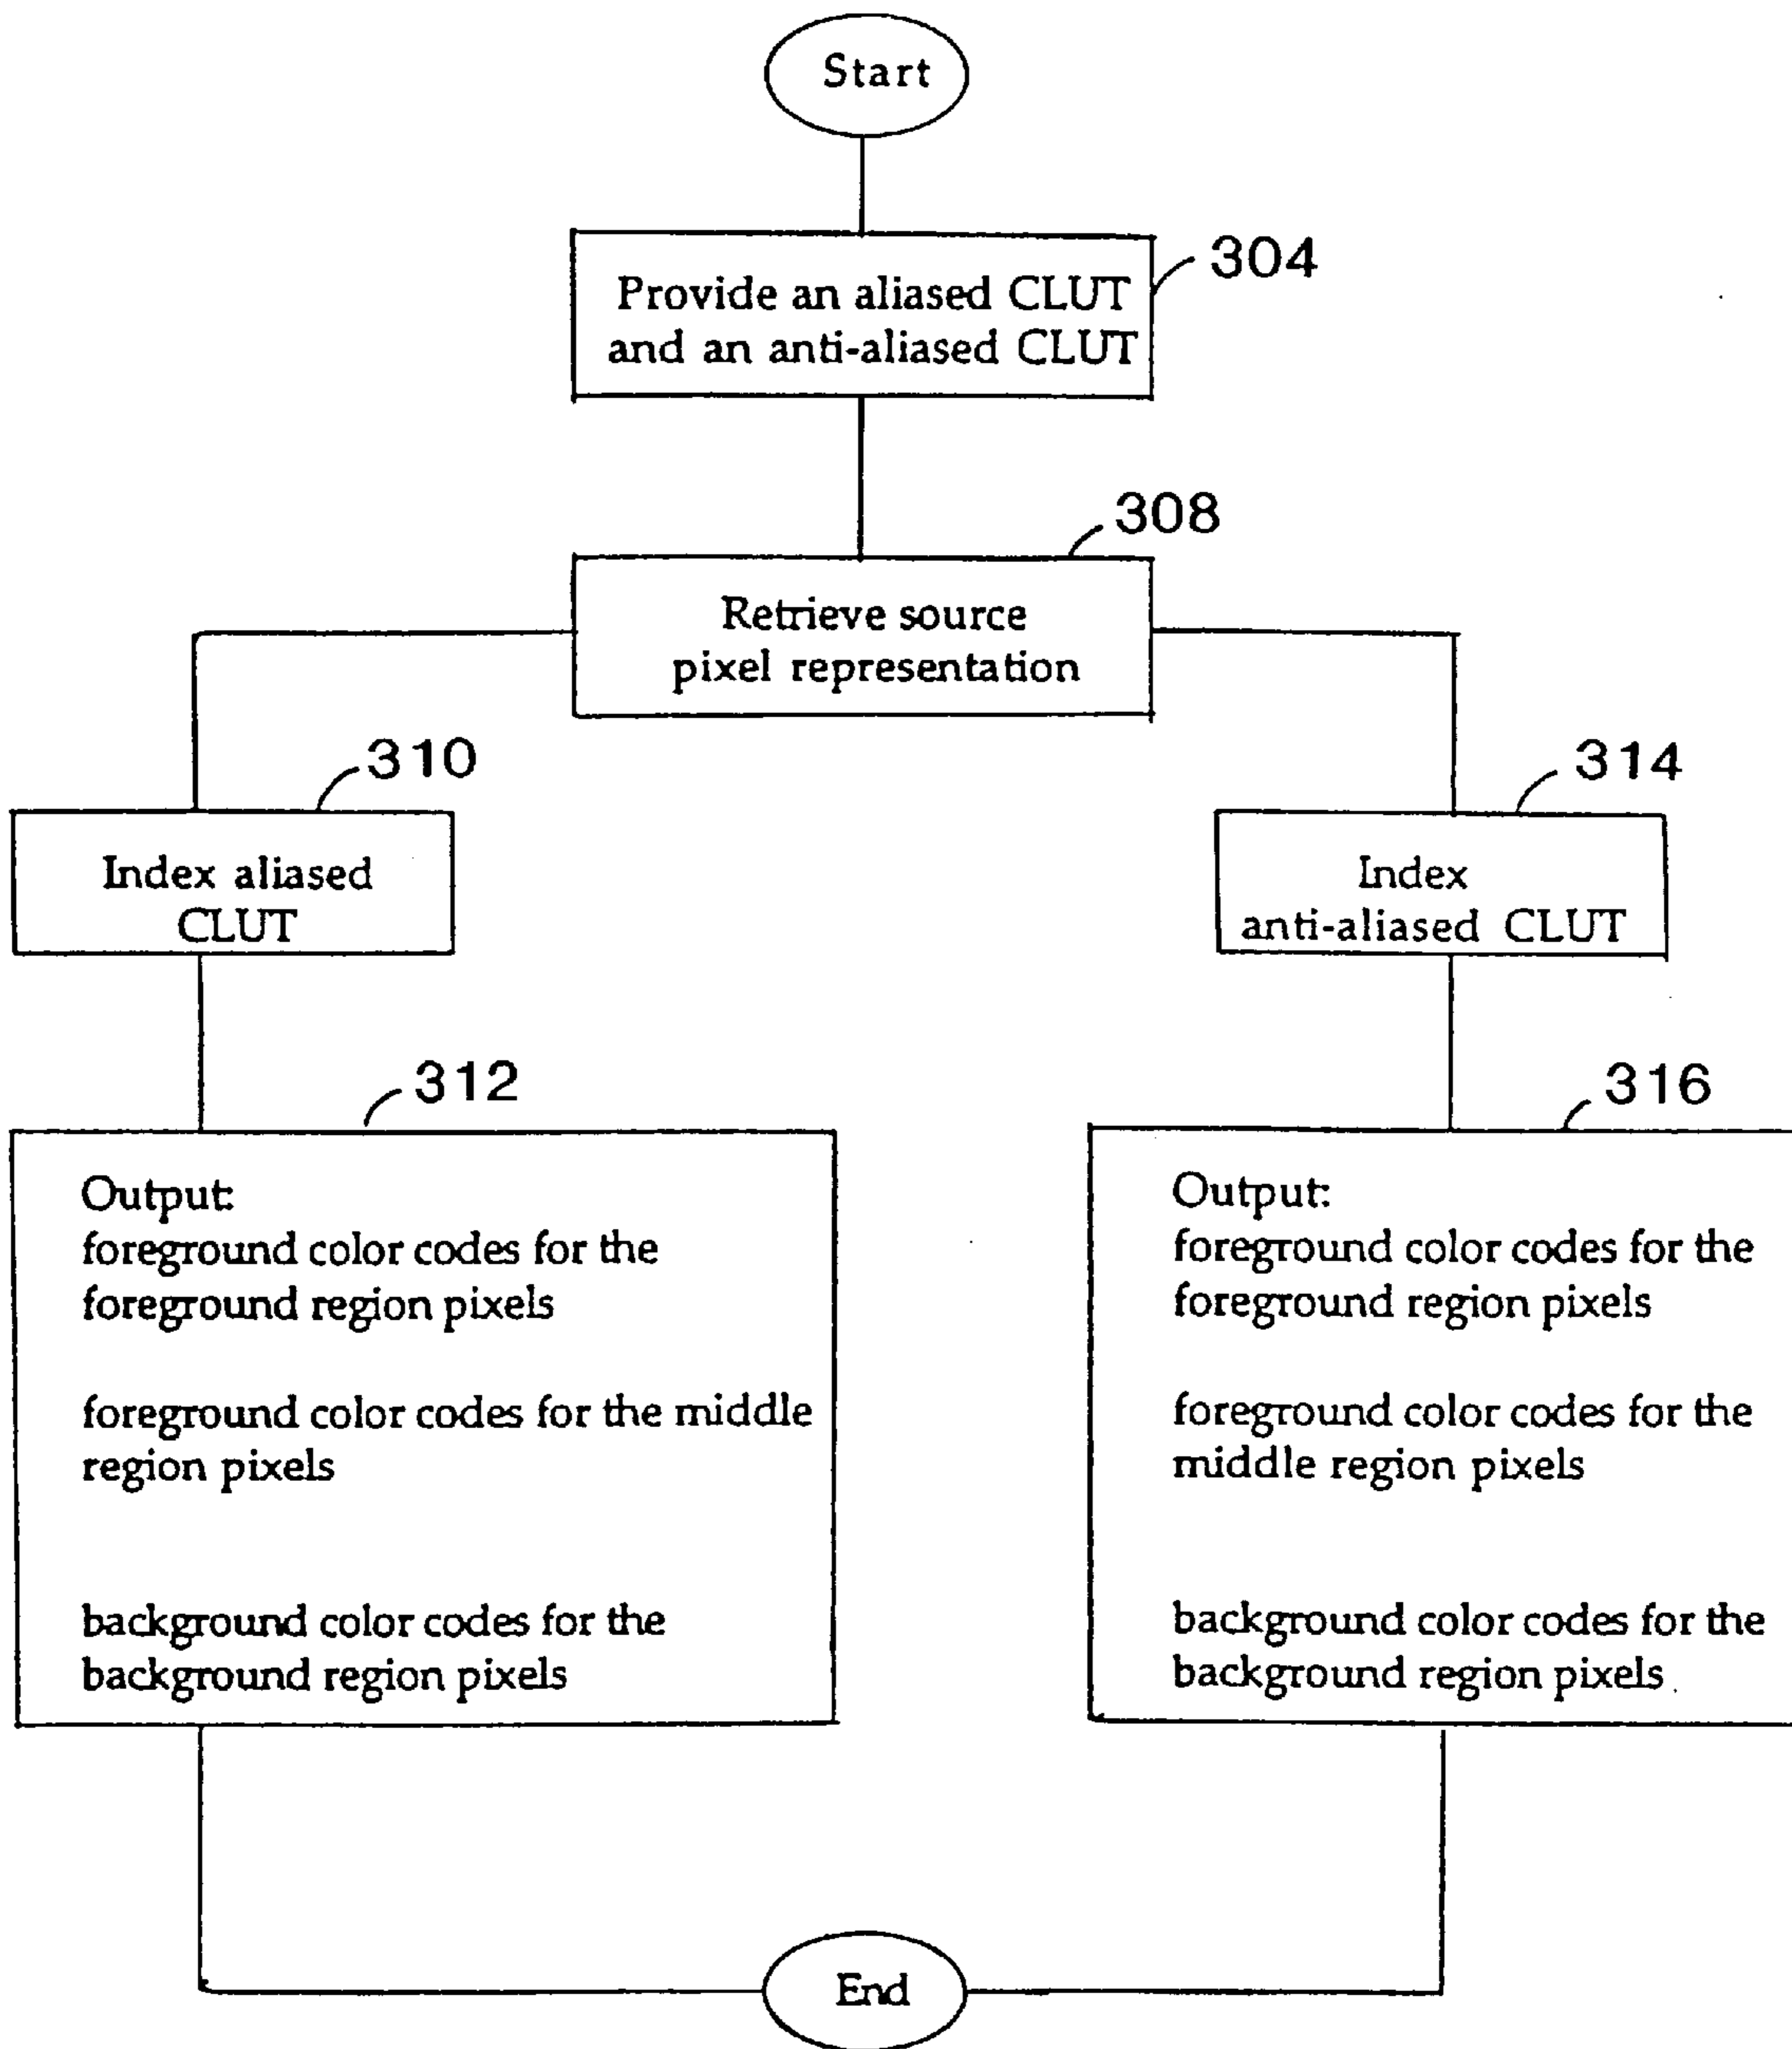 Start
304
Provide an aliased CLUT
and an anti-aliased CLUT
308
Retrieve source
pixel representation
310
Index aliased
CLUT
314
Index
anti-aliased CLUT
312
Output:
foreground color codes for the
foreground region pixels
foreground color codes for the middle
region pixels
background color codes for the
background region pixels
316
Output:
foreground color codes for the
foreground region pixels
foreground color codes for the
middle region pixels
background color codes for the
background region pixels
End